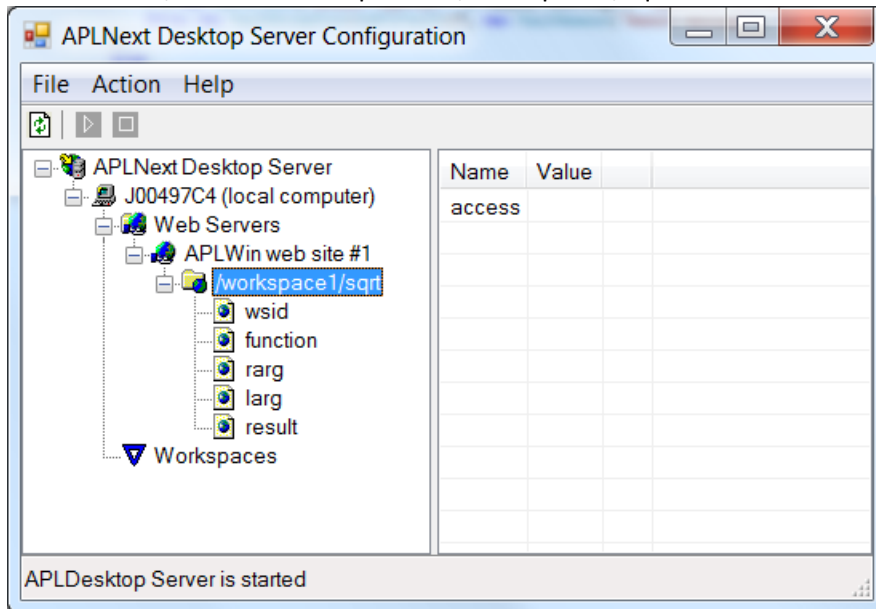 APLNext Desktop Server Configuration
File Action Help
APLNext Desktop Server
J00497C4 (local computer)
Web Servers
APLWin web site #1
/workspace1/sqrt
wsid
function
rarg
larg
result
Workspaces
Name Value
access
APLDesktop Server is started